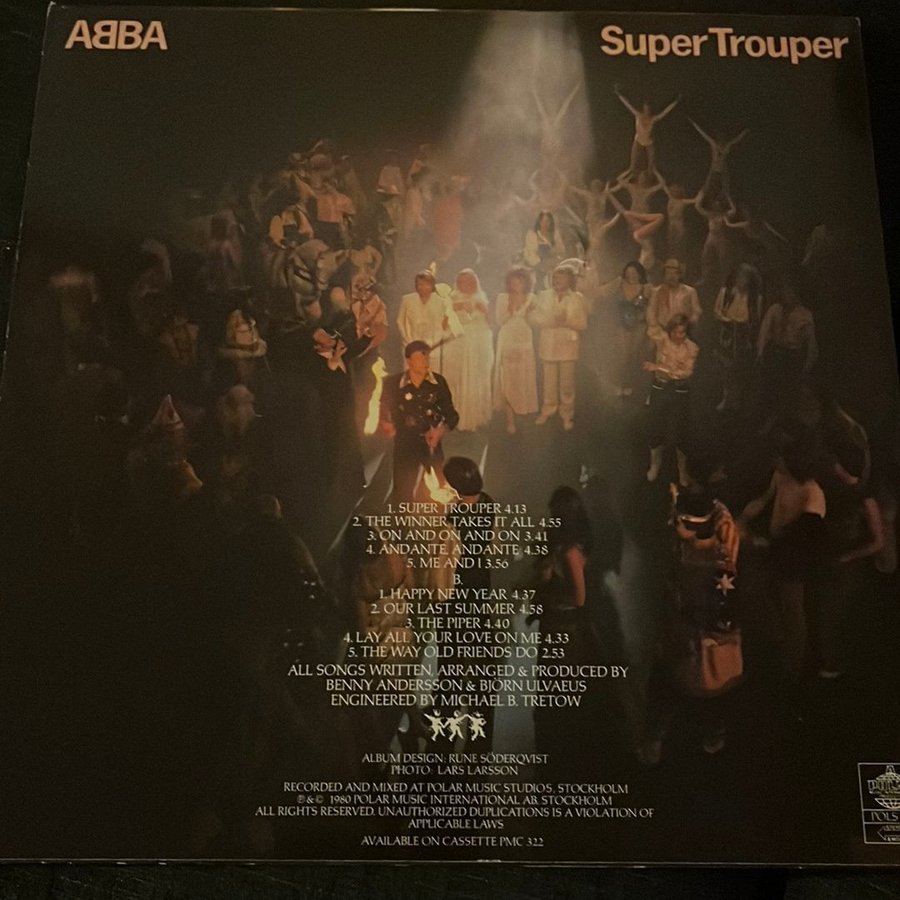 ABBA
Super Trouper
1. SUPER TROUPER 4.13
2. THE WINNER TAKES IT ALL 4.55
3. ON AND ON AND ON 3.41
4. ANDANTE, ANDANTE 4.38
5. ME AND I 3.56
B.
1. HAPPY NEW YEAR 4.37
2. OUR LAST SUMMER 4.58
3. THE PIPER 4.40
4. LAY ALL YOUR LOVE ON ME 4.33
5. THE WAY OLD FRIENDS DO 2.53
ALL SONGS WRITTEN, ARRANGED & PRODUCED BY
BENNY ANDERSSON & BJÖRN ULVAEUS
ENGINEERED BY MICHAEL B. TRETOW
ALBUM DESIGN: RUNE SÖDERQVIST
PHOTO: LARS LARSSON
RECORDED AND MIXED AT POLAR MUSIC STUDIOS, STOCKHOLM
℗ & © 1980 POLAR MUSIC INTERNATIONAL AB, STOCKHOLM
ALL RIGHTS RESERVED. UNAUTHORIZED DUPLICATIONS IS A VIOLATION OF
APPLICABLE LAWS
AVAILABLE ON CASSETTE PMC 322
POLS